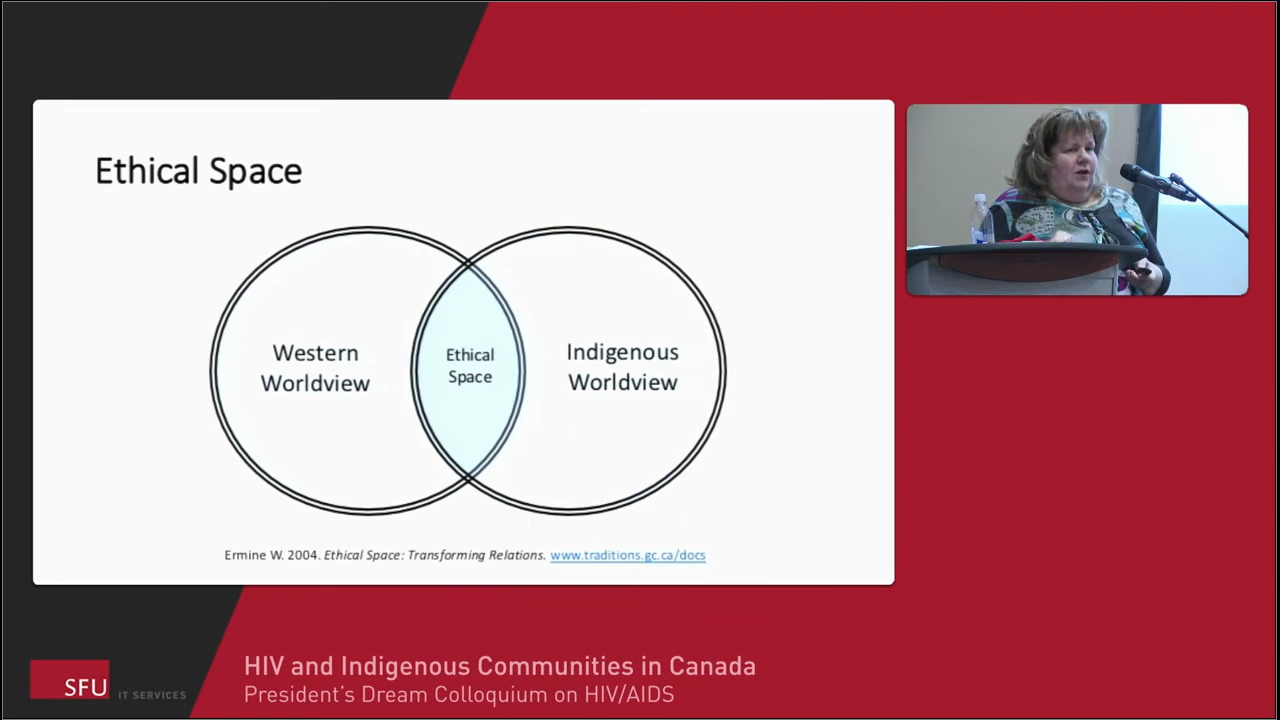 Ethical Space
Western
Worldview
Ethical
Space
Indigenous
Worldview
Ermine W. 2004. Ethical Space: Transforming Relations. www.traditions.gc.ca/docs
SFU IT SERVICES
HIV and Indigenous Communities in Canada
President's Dream Colloquium on HIV/AIDS